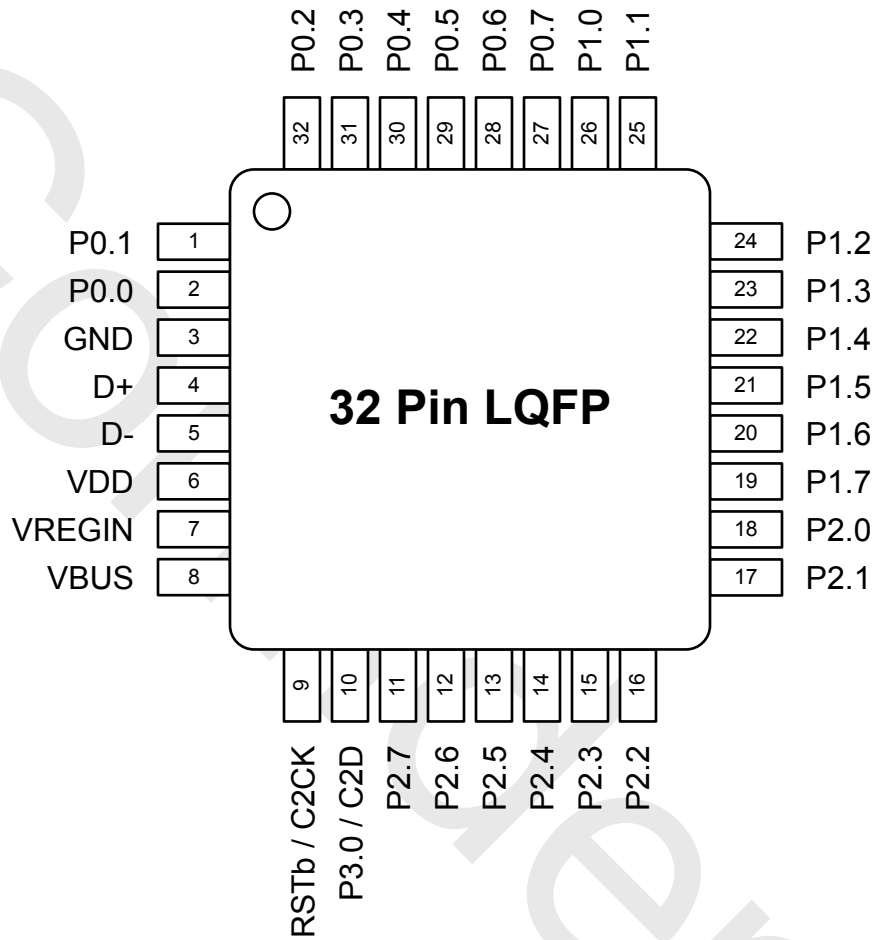 P0.2 P0.3 P0.4 P0.5 P0.6 P0.7 P1.0 P1.1
32 31 30 29 28 27 26 25
P0.1 1 24 P1.2
P0.0 2 23 P1.3
GND 3 22 P1.4
D+ 4 21 P1.5
32 Pin LQFP
D- 5 20 P1.6
VDD 6 19 P1.7
VREGIN 7 18 P2.0
VBUS 8 17 P2.1
9 10 11 12 13 14 15 16
RSTb / C2CK P3.0 / C2D P2.7 P2.6 P2.5 P2.4 P2.3 P2.2